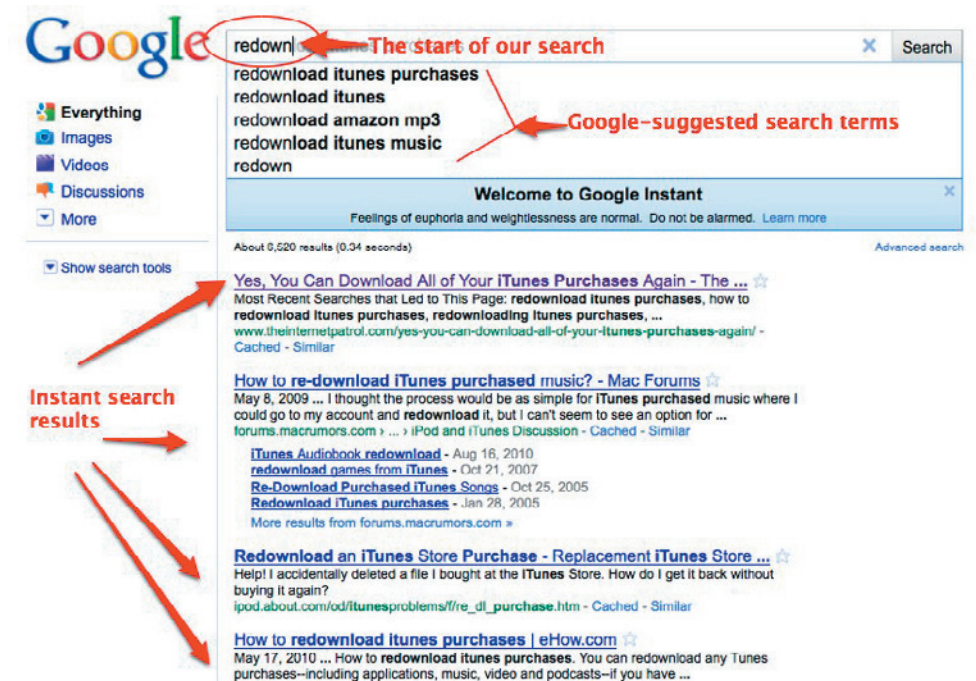 Google
redown
The start of our search
Search
redownload itunes purchases
redownload itunes
redownload amazon mp3
redownload itunes music
redown
Google-suggested search terms
Everything
Images
Videos
Discussions
More
Show search tools
Welcome to Google Instant
Feelings of euphoria and weightlessness are normal. Do not be alarmed. Learn more
About 6,620 results (0.34 seconds)
Advanced search
Instant search
results
Yes, You Can Download All of Your iTunes Purchases Again - The ...
Most Recent Searches that Led to This Page: redownload itunes purchases, how to
redownload itunes purchases, redownloading itunes purchases, ...
www.theinternetpatrol.com/yes-you-can-download-all-of-your-itunes-purchases-again/ -
Cached - Similar
How to re-download iTunes purchased music? - Mac Forums
May 8, 2009 ... I thought the process would be as simple for iTunes purchased music where I
could go to my account and redownload it, but I can't seem to see an option for ...
forums.macrumors.com › ... › iPod and iTunes Discussion - Cached - Similar
iTunes Audiobook redownload - Aug 16, 2010
redownload games from iTunes - Oct 21, 2007
Re-Download Purchased iTunes Songs - Oct 25, 2005
Redownload iTunes purchases - Jan 28, 2005
More results from forums.macrumors.com »
Redownload an iTunes Store Purchase - Replacement iTunes Store ...
Help! I accidentally deleted a file I bought at the iTunes Store. How do I get it back without
buying it again?
ipod.about.com/od/itunesproblems/f/re_dl_purchase.htm - Cached - Similar
How to redownload itunes purchases | eHow.com
May 17, 2010 ... How to redownload itunes purchases. You can redownload any Tunes
purchases--including applications, music, video and podcasts--if you have ...